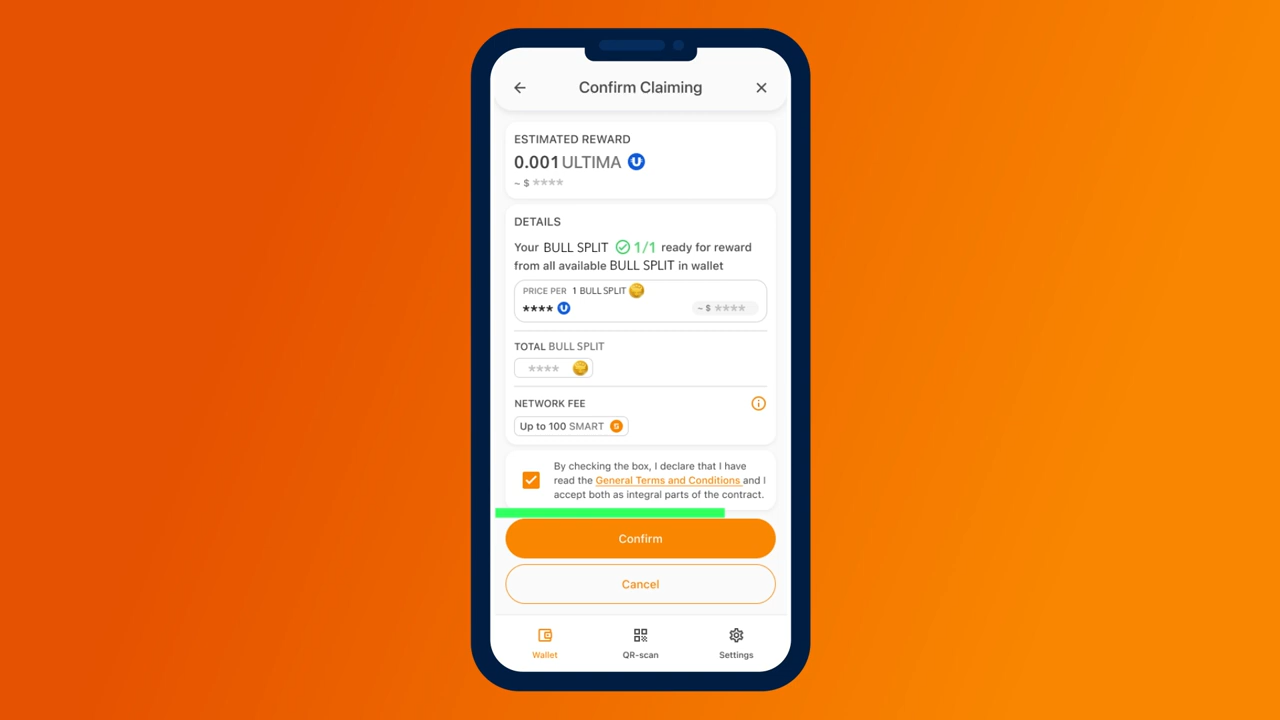 Confirm Claiming
ESTIMATED REWARD
0.001 ULTIMA
~ $ ****
DETAILS
Your BULL SPLIT 1/1 ready for reward
from all available BULL SPLIT in wallet
PRICE PER 1 BULL SPLIT
**** ~ $ ****
TOTAL BULL SPLIT
****
NETWORK FEE
Up to 100 SMART
By checking the box, I declare that I have
read the General Terms and Conditions and I
accept both as integral parts of the contract.
Confirm
Cancel
Wallet QR-scan Settings